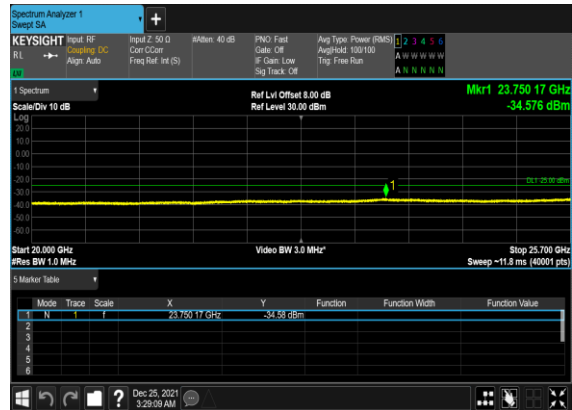 Spectrum Analyzer 1
Swept SA
+
KEYSIGHT Input: RF Input Z: 50 Ω #Atten: 40 dB PNO: Fast Avg Type: Power (RMS) 1 2 3 4 5 6
RL Coupling: DC Corr CCorr Gate: Off Avg|Hold: 100/100 A W W W W W
Align: Auto Freq Ref: Int (S) IF Gain: Low Trig: Free Run
Sig Track: Off A N N N N N
1 Spectrum Ref Lvl Offset 8.00 dB Mkr1 23.750 17 GHz
Scale/Div 10 dB Ref Level 30.00 dBm -34.576 dBm
Log
20.0
10.0
0.00
-10.0
-20.0
1
DL1 -25.00 dBm
-30.0
-40.0
-50.0
-60.0
Start 20.000 GHz Video BW 3.0 MHz* Stop 25.700 GHz
#Res BW 1.0 MHz Sweep ~11.8 ms (40001 pts)
5 Marker Table
Mode Trace Scale X Y Function Function Width Function Value
1 N 1 f 23.750 17 GHz -34.58 dBm
2
3
4
5
6
? Dec 25, 2021
3:29:09 AM